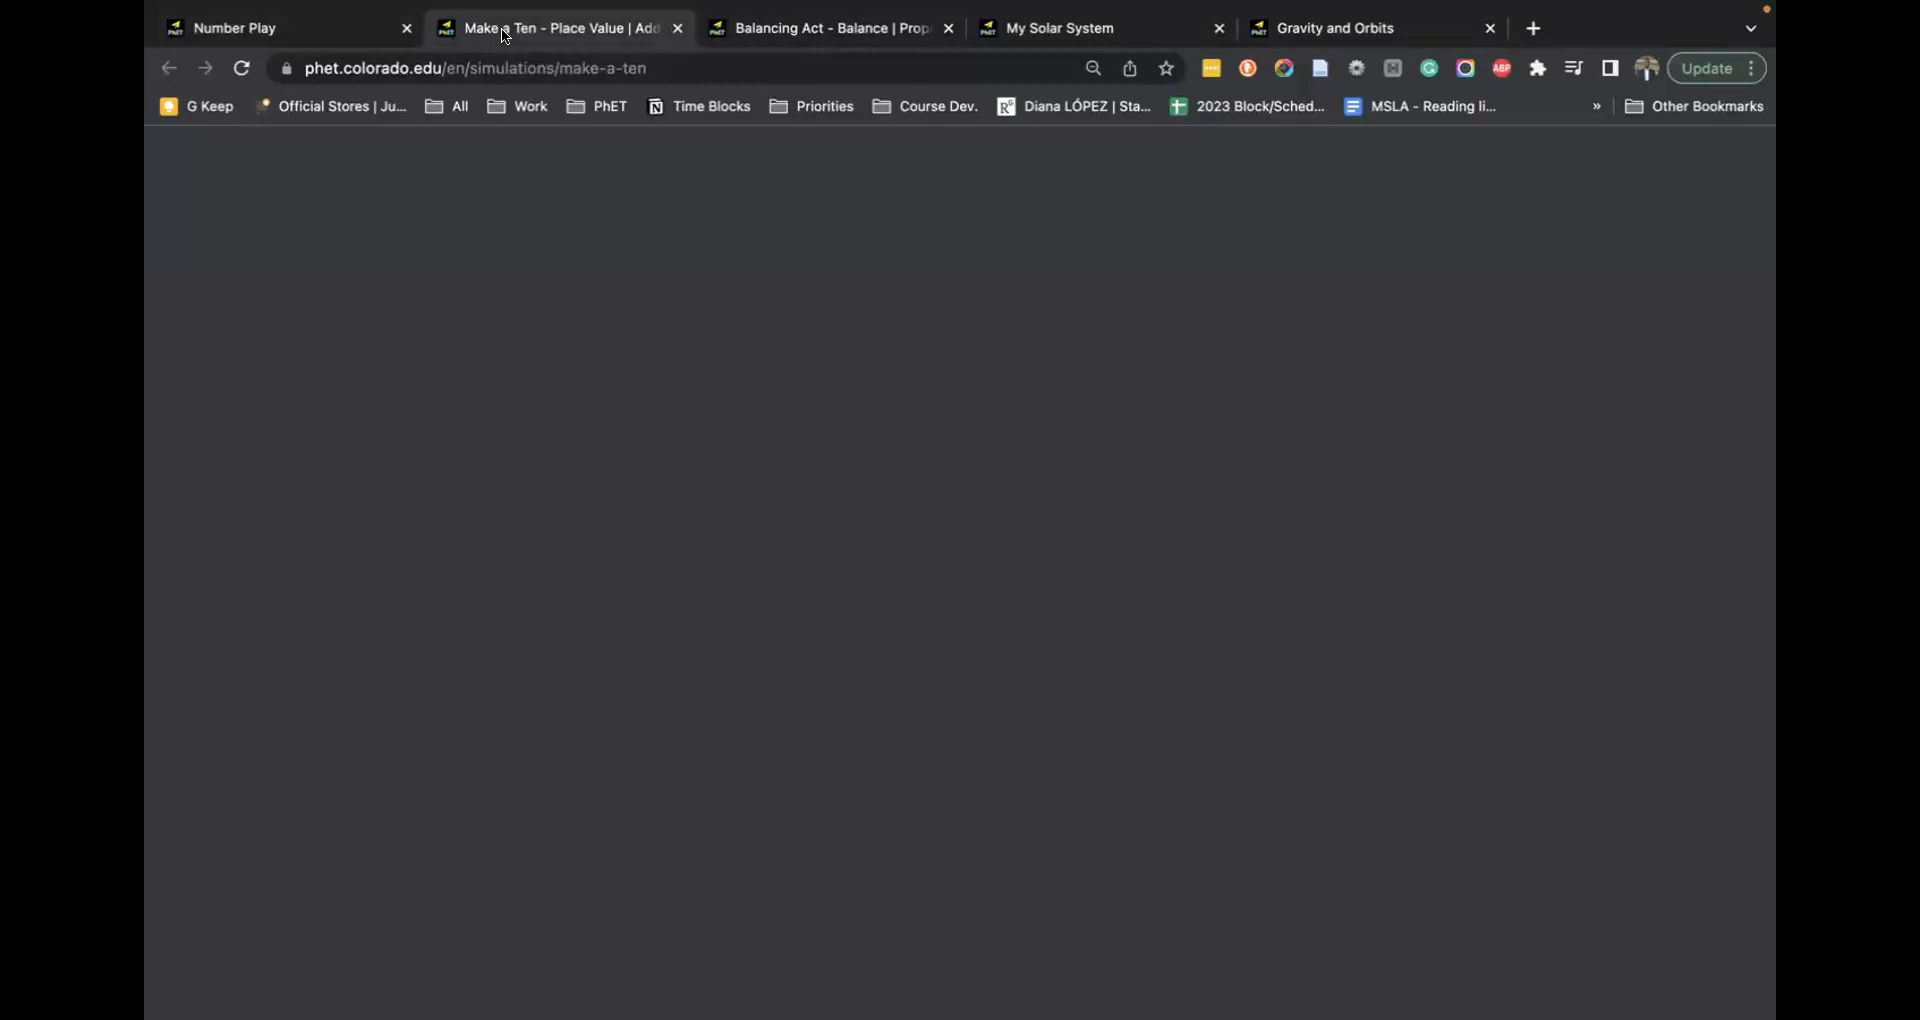 Number Play
Make a Ten - Place Value | Add
Balancing Act - Balance | Prop
My Solar System
Gravity and Orbits
phet.colorado.edu/en/simulations/make-a-ten
ABP
Update
G Keep
Official Stores | Ju...
All
Work
PhET
Time Blocks
Priorities
Course Dev.
Diana LÓPEZ | Sta...
2023 Block/Sched...
MSLA - Reading li...
»
Other Bookmarks